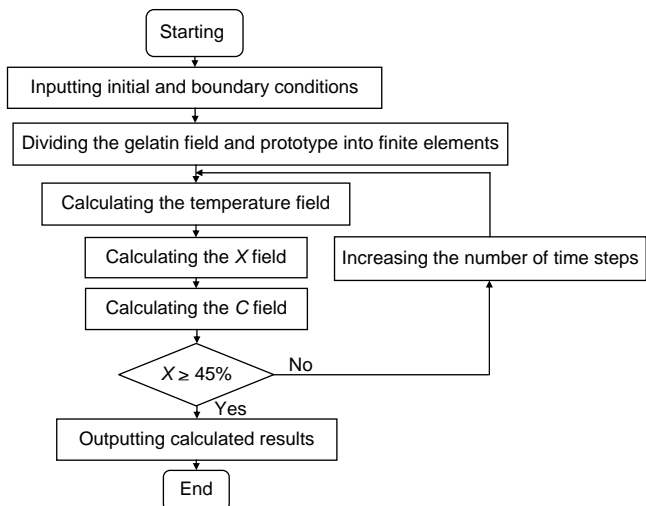 Starting
Inputting initial and boundary conditions
Dividing the gelatin field and prototype into finite elements
Calculating the temperature field
Calculating the X field
Increasing the number of time steps
Calculating the C field
X ≥ 45%
No
Yes
Outputting calculated results
End